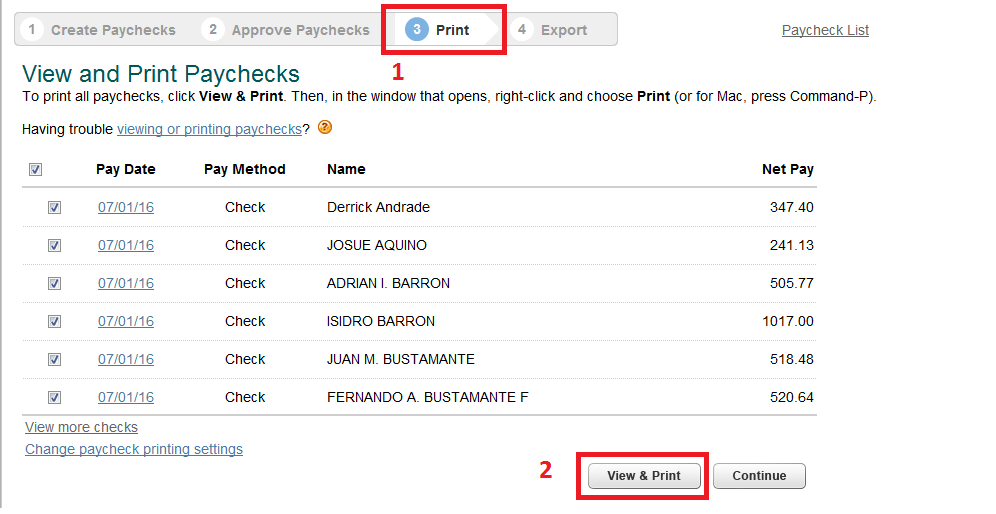 1 Create Paychecks 2 Approve Paychecks 3 Print 4 Export Paycheck List
1
View and Print Paychecks
To print all paychecks, click View & Print. Then, in the window that opens, right-click and choose Print (or for Mac, press Command-P).
Having trouble viewing or printing paychecks? ?
Pay Date Pay Method Name Net Pay
07/01/16 Check Derrick Andrade 347.40
07/01/16 Check JOSUE AQUINO 241.13
07/01/16 Check ADRIAN I. BARRON 505.77
07/01/16 Check ISIDRO BARRON 1017.00
07/01/16 Check JUAN M. BUSTAMANTE 518.48
07/01/16 Check FERNANDO A. BUSTAMANTE F 520.64
View more checks
Change paycheck printing settings
2 View & Print Continue